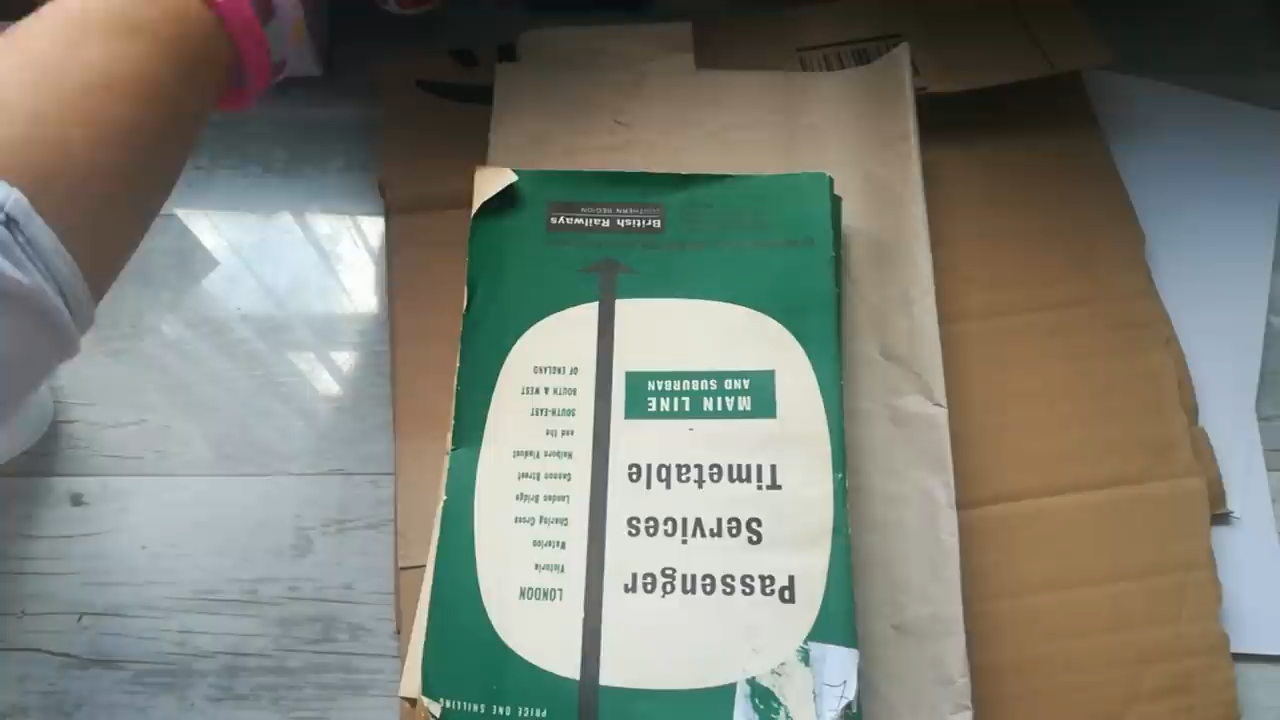 PRICE ONE SHILLING
Passenger
Services
Timetable
MAIN LINE
AND SUBURBAN
LONDON
Victoria
Waterloo
Charing Cross
London Bridge
Cannon Street
Holborn Viaduct
and the
SOUTH-EAST
SOUTH & WEST
OF ENGLAND
British Railways
SOUTHERN REGION